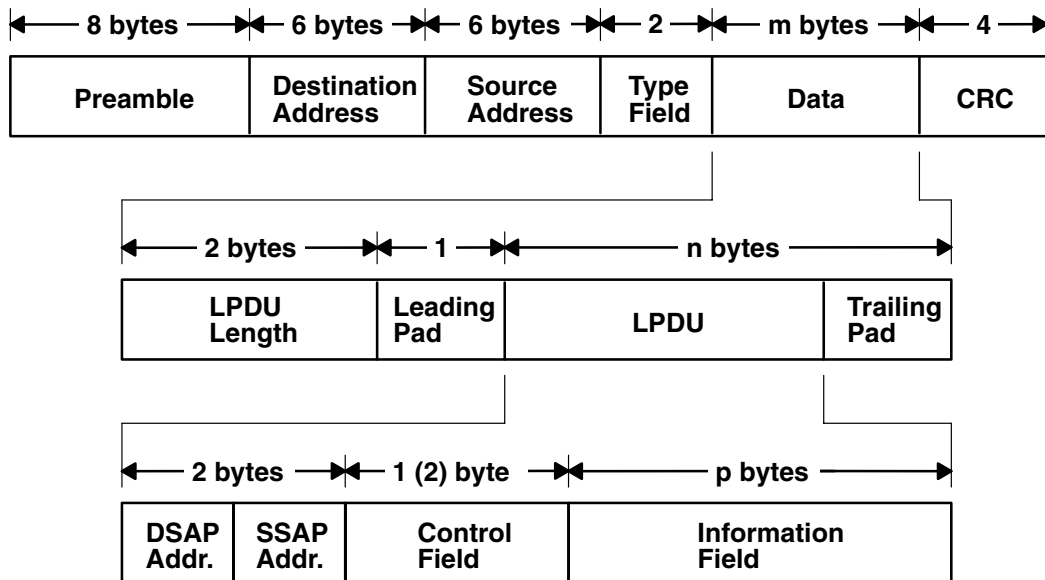 8 bytes 6 bytes 6 bytes 2 m bytes 4
Preamble Destination Address Source Address Type Field Data CRC
2 bytes 1 n bytes
LPDU Length Leading Pad LPDU Trailing Pad
2 bytes 1 (2) byte p bytes
DSAP Addr. SSAP Addr. Control Field Information Field